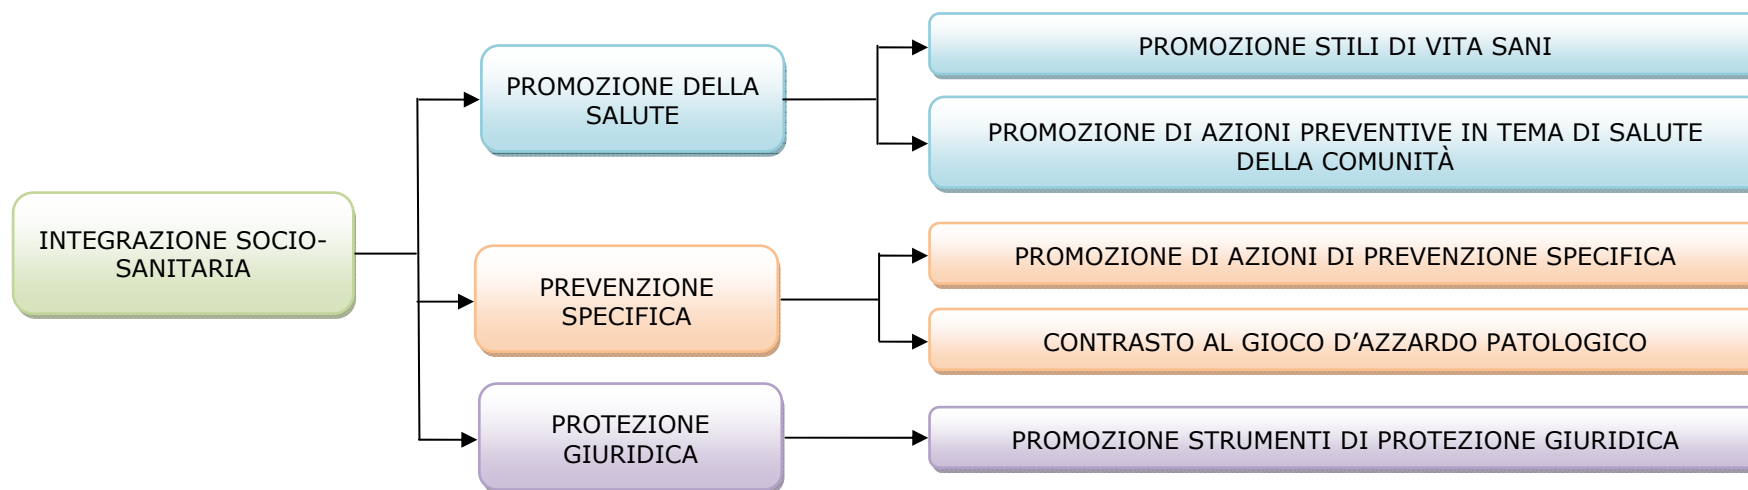 INTEGRAZIONE SOCIO-
SANITARIA
PROMOZIONE DELLA
SALUTE
PROMOZIONE STILI DI VITA SANI
PROMOZIONE DI AZIONI PREVENTIVE IN TEMA DI SALUTE
DELLA COMUNITÀ
PREVENZIONE
SPECIFICA
PROMOZIONE DI AZIONI DI PREVENZIONE SPECIFICA
CONTRASTO AL GIOCO D’AZZARDO PATOLOGICO
PROTEZIONE
GIURIDICA
PROMOZIONE STRUMENTI DI PROTEZIONE GIURIDICA